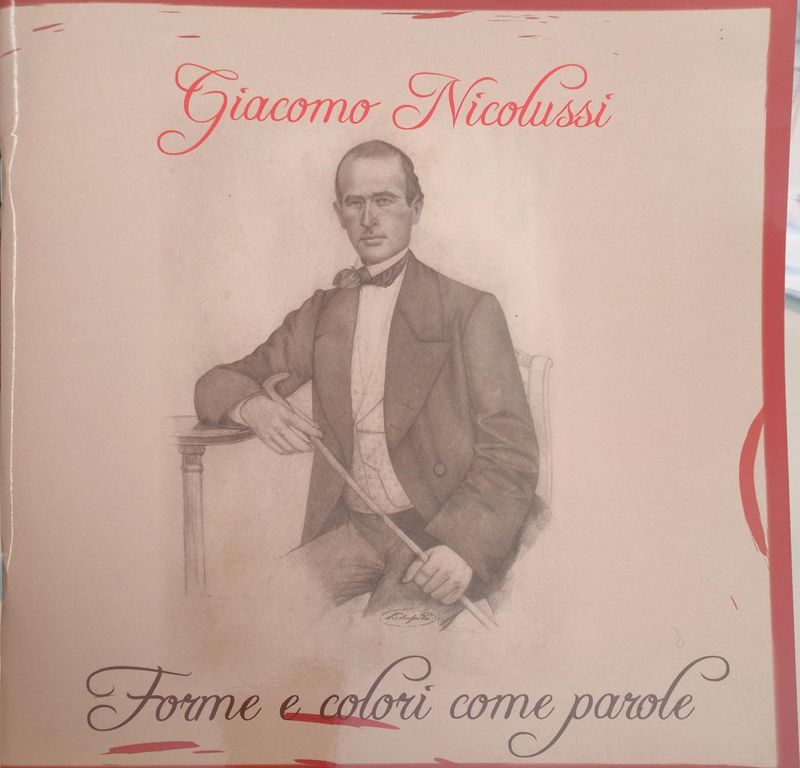 Giacomo Nicolussi
Forme e colori come parole